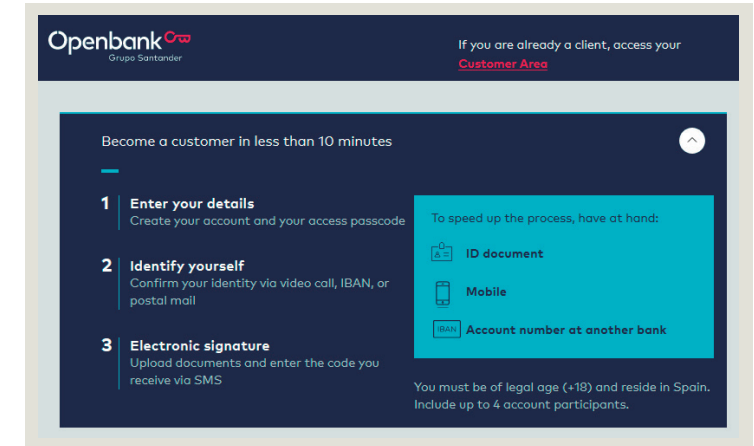 Openbank
Grupo Santander
If you are already a client, access your
Customer Area
Become a customer in less than 10 minutes
1 Enter your details
Create your account and your access passcode
2 Identify yourself
Confirm your identity via video call, IBAN, or
postal mail
3 Electronic signature
Upload documents and enter the code you
receive via SMS
To speed up the process, have at hand:
ID document
Mobile
IBAN Account number at another bank
You must be of legal age (+18) and reside in Spain.
Include up to 4 account participants.